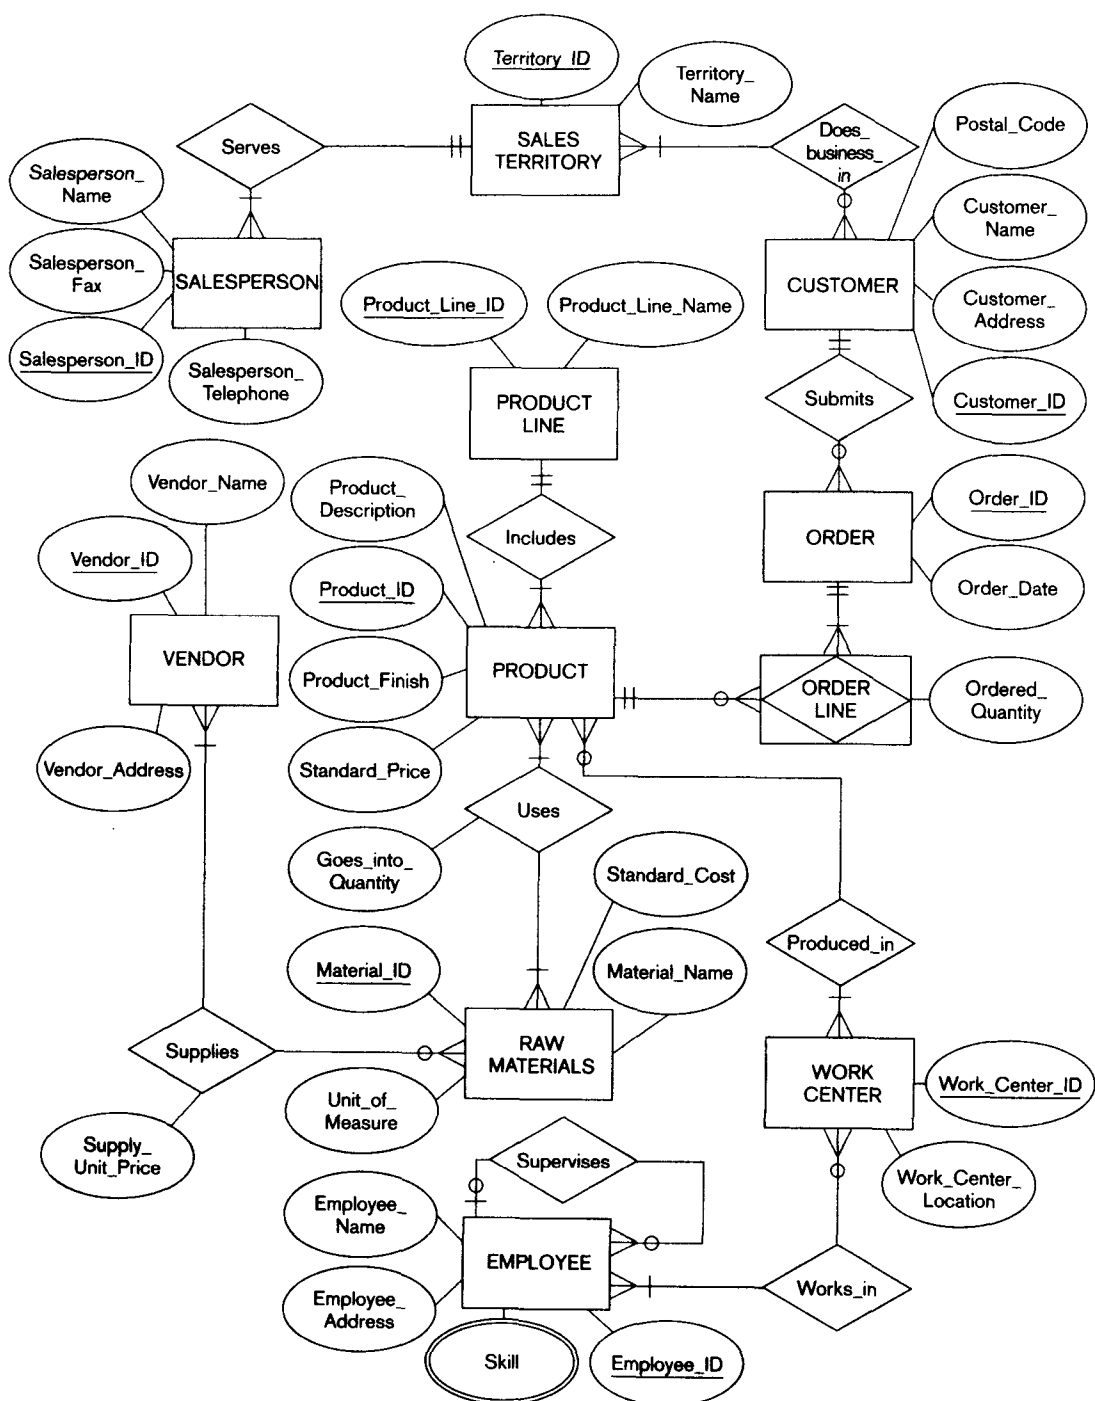 Territory_ID
Territory_
Name
SALES
TERRITORY
Serves
Does_
business_
in
Postal_Code
Salesperson_
Name
Customer_
Name
Salesperson_
Fax
SALESPERSON
CUSTOMER
Customer_
Address
Product_Line_ID
Product_Line_Name
Salesperson_ID
Salesperson_
Telephone
PRODUCT
LINE
Submits
Customer_ID
Vendor_Name
Product_
Description
Order_ID
Includes
ORDER
Vendor_ID
Product_ID
Order_Date
VENDOR
PRODUCT
Product_Finish
ORDER
LINE
Ordered_
Quantity
Vendor_Address
Standard_Price
Uses
Goes_into_
Quantity
Standard_Cost
Produced_in
Material_ID
Material_Name
Supplies
RAW
MATERIALS
WORK
CENTER
Work_Center_ID
Unit_of_
Measure
Supply_
Unit_Price
Supervises
Work_Center_
Location
Employee_
Name
EMPLOYEE
Works_in
Employee_
Address
Skill
Employee_ID